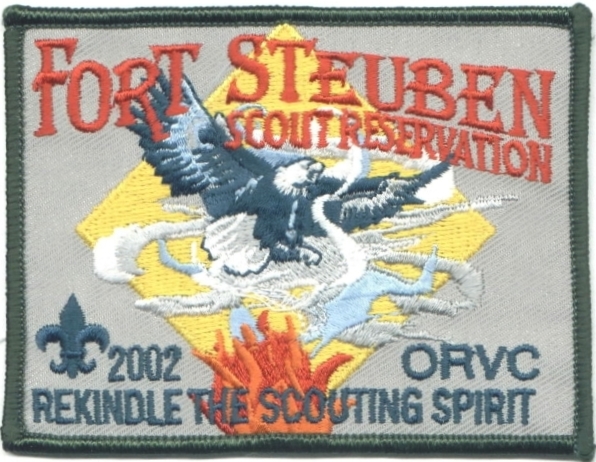 FORT STEUBEN
SCOUT RESERVATION
2002 ORVC
REKINDLE THE SCOUTING SPIRIT